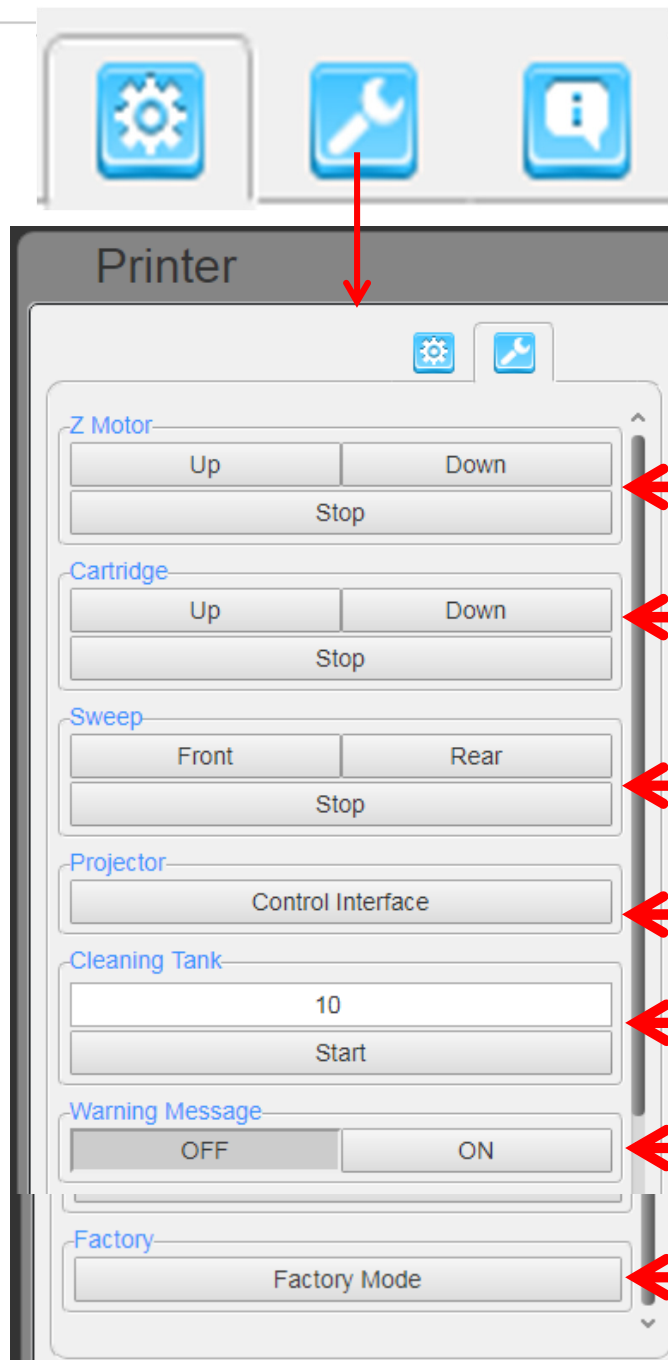 Printer
Z Motor
Up Down
Stop
Cartridge
Up Down
Stop
Sweep
Front Rear
Stop
Projector
Control Interface
Cleaning Tank
10
Start
Warning Message
OFF ON
Factory
Factory Mode